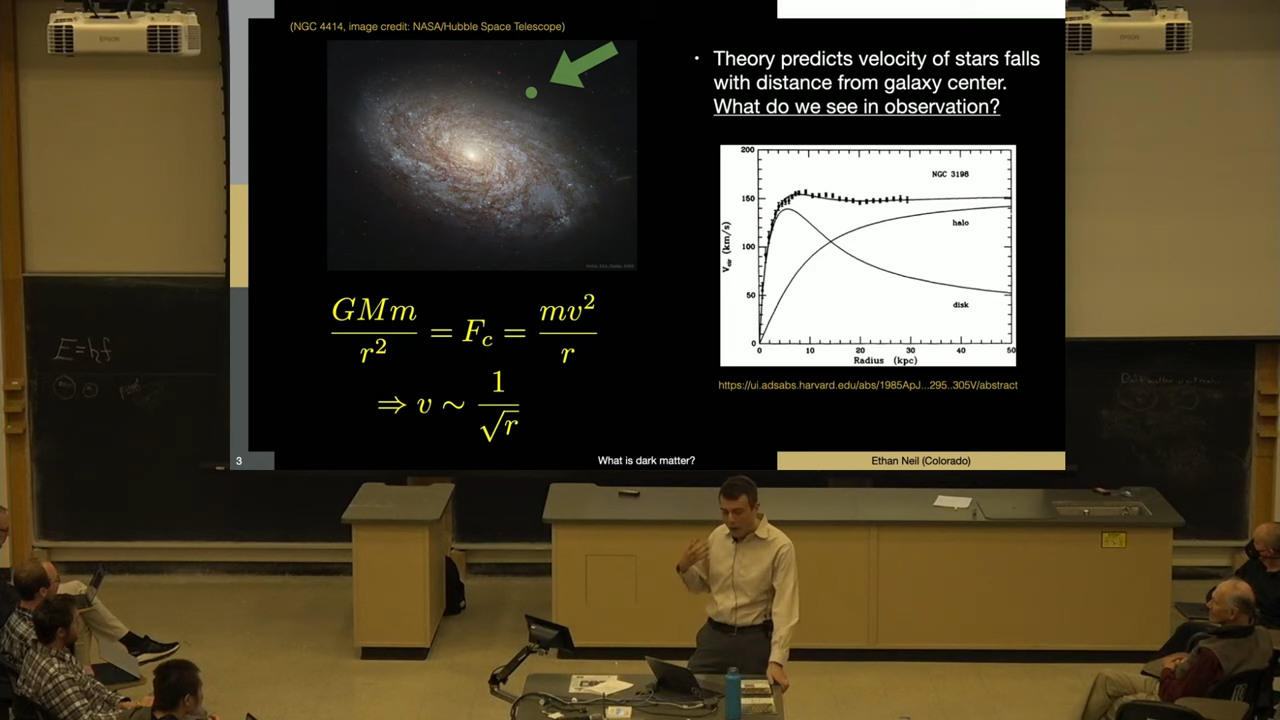 EPSON
EPSON
(NGC 4414, image credit: NASA/Hubble Space Telescope)
• Theory predicts velocity of stars falls
with distance from galaxy center.
What do we see in observation?
200
150
100
50
0
V_cir (km/s)
NGC 3198
halo
disk
0 10 20 30 40 50
Radius (kpc)
https://ui.adsabs.harvard.edu/abs/1985ApJ...295..305V/abstract
GMm/r² = F_c = mv²/r
⇒ v ∼ 1/√r
3
What is dark matter?
Ethan Neil (Colorado)
E=hf